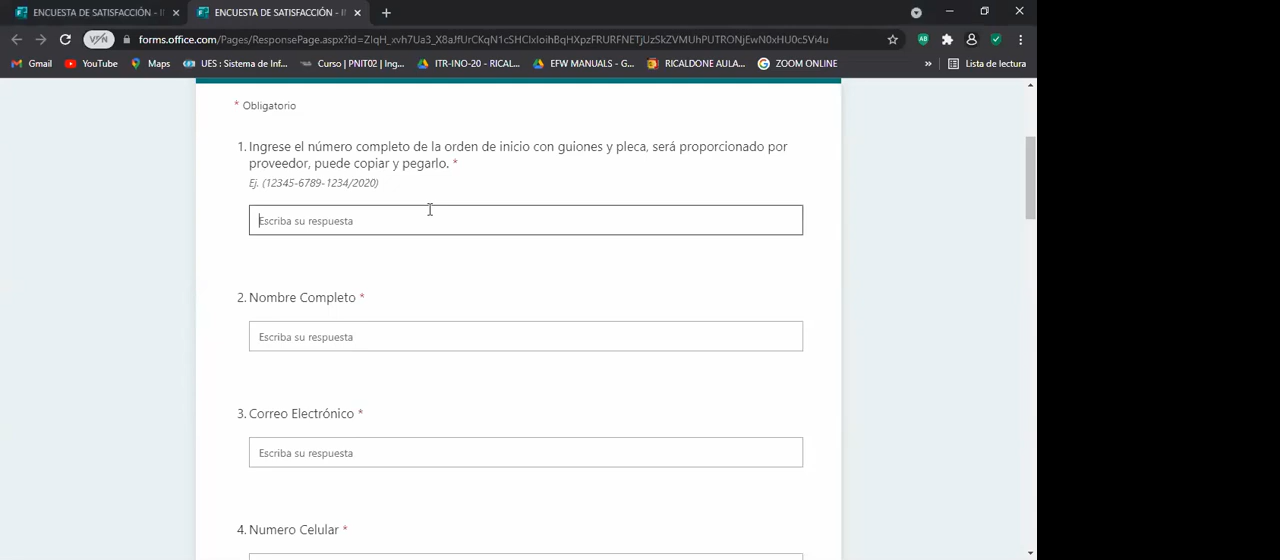 ENCUESTA DE SATISFACCIÓN - I
ENCUESTA DE SATISFACCIÓN - I
VPN
forms.office.com/Pages/ResponsePage.aspx?id=
Gmail
YouTube
Maps
UES : Sistema de Inf...
Curso | PNIT02 | Ing...
ITR-INO-20 - RICAL...
EFW MANUALS - G...
RICALDONE AULA...
ZOOM ONLINE
»
Lista de lectura
* Obligatorio
1. Ingrese el número completo de la orden de inicio con guiones y pleca, será proporcionado por
proveedor, puede copiar y pegarlo. *
Ej. (12345-6789-1234/2020)
Escriba su respuesta
2. Nombre Completo *
Escriba su respuesta
3. Correo Electrónico *
Escriba su respuesta
4. Numero Celular *